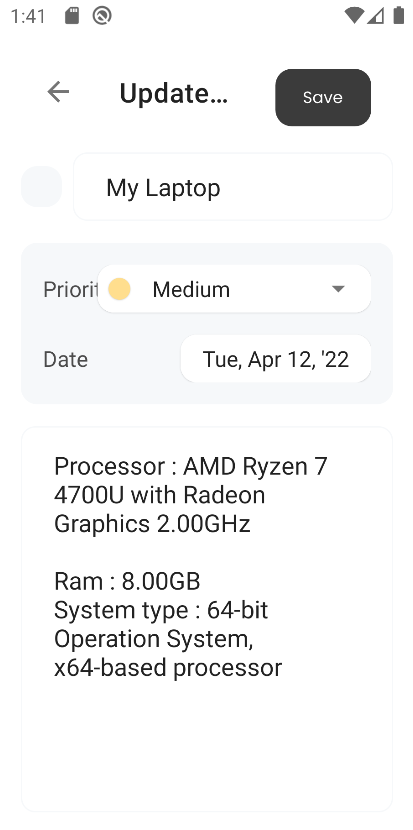 1:41
Update…
Save
My Laptop
Priorit
Medium
Date
Tue, Apr 12, '22
Processor : AMD Ryzen 7
4700U with Radeon
Graphics 2.00GHz
Ram : 8.00GB
System type : 64-bit
Operation System,
x64-based processor